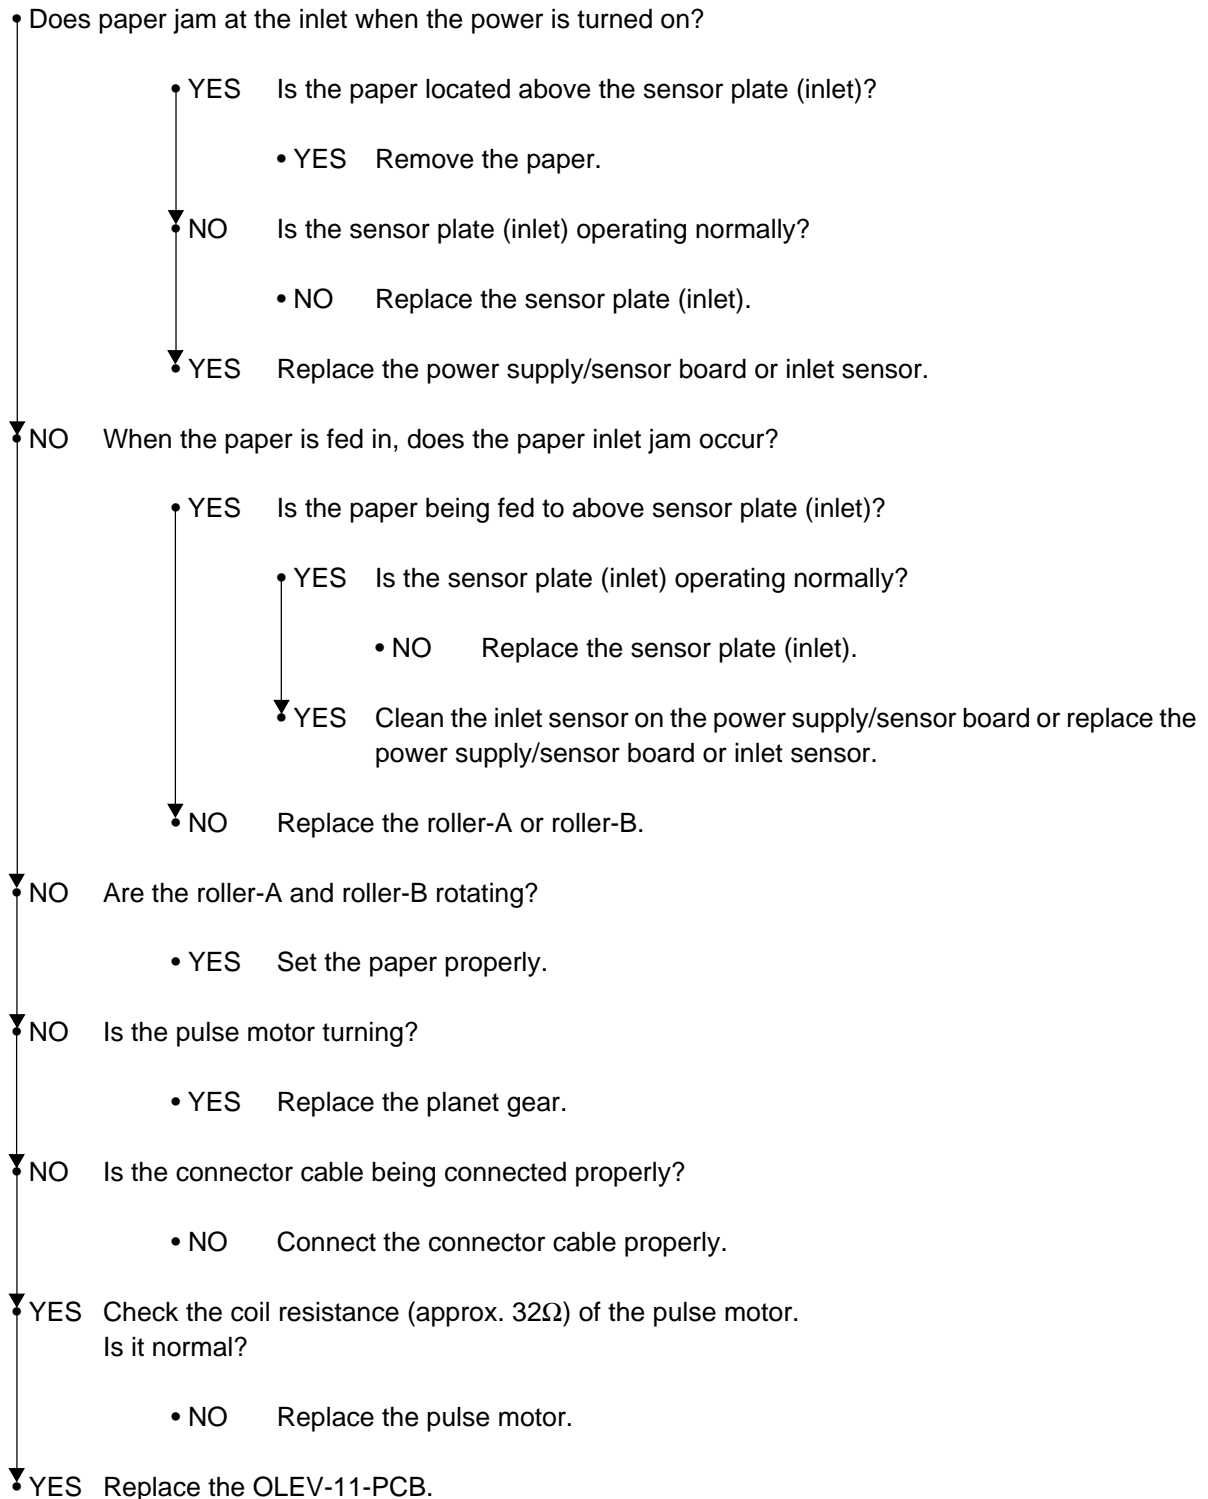 • Does paper jam at the inlet when the power is turned on?
• YES Is the paper located above the sensor plate (inlet)?
• YES Remove the paper.
• NO Is the sensor plate (inlet) operating normally?
• NO Replace the sensor plate (inlet).
• YES Replace the power supply/sensor board or inlet sensor.
• NO When the paper is fed in, does the paper inlet jam occur?
• YES Is the paper being fed to above sensor plate (inlet)?
• YES Is the sensor plate (inlet) operating normally?
• NO Replace the sensor plate (inlet).
• YES Clean the inlet sensor on the power supply/sensor board or replace the
power supply/sensor board or inlet sensor.
• NO Replace the roller-A or roller-B.
• NO Are the roller-A and roller-B rotating?
• YES Set the paper properly.
• NO Is the pulse motor turning?
• YES Replace the planet gear.
• NO Is the connector cable being connected properly?
• NO Connect the connector cable properly.
• YES Check the coil resistance (approx. 32Ω) of the pulse motor.
Is it normal?
• NO Replace the pulse motor.
• YES Replace the OLEV-11-PCB.